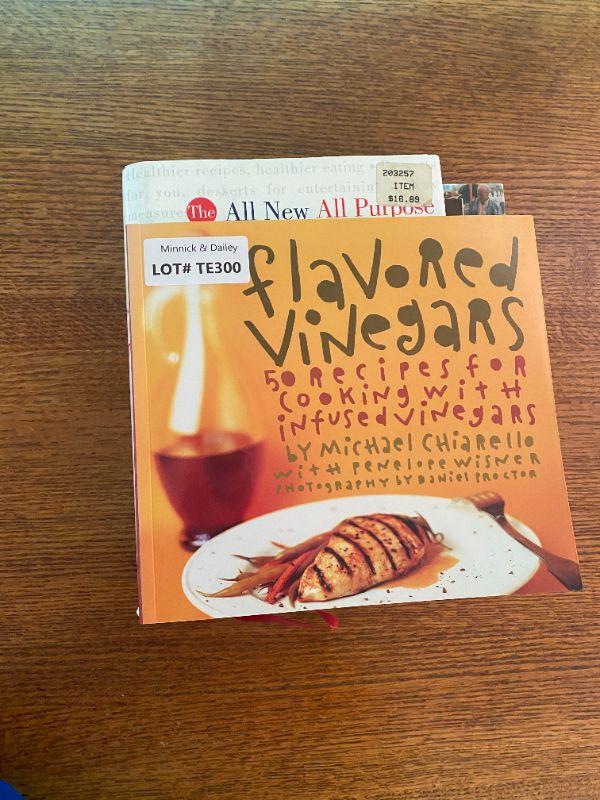 Healthier recipes, healthier eating •
for you, desserts for entertainin
measure
203257
ITEM
$16.89
The All New All Purpose
Minnick & Dailey
LOT# TE300
flavored
vinegars
50 recipes for
cooking with
infused vinegars
by Michael Chiarello
with Penelope Wisner
Photography by Daniel Proctor